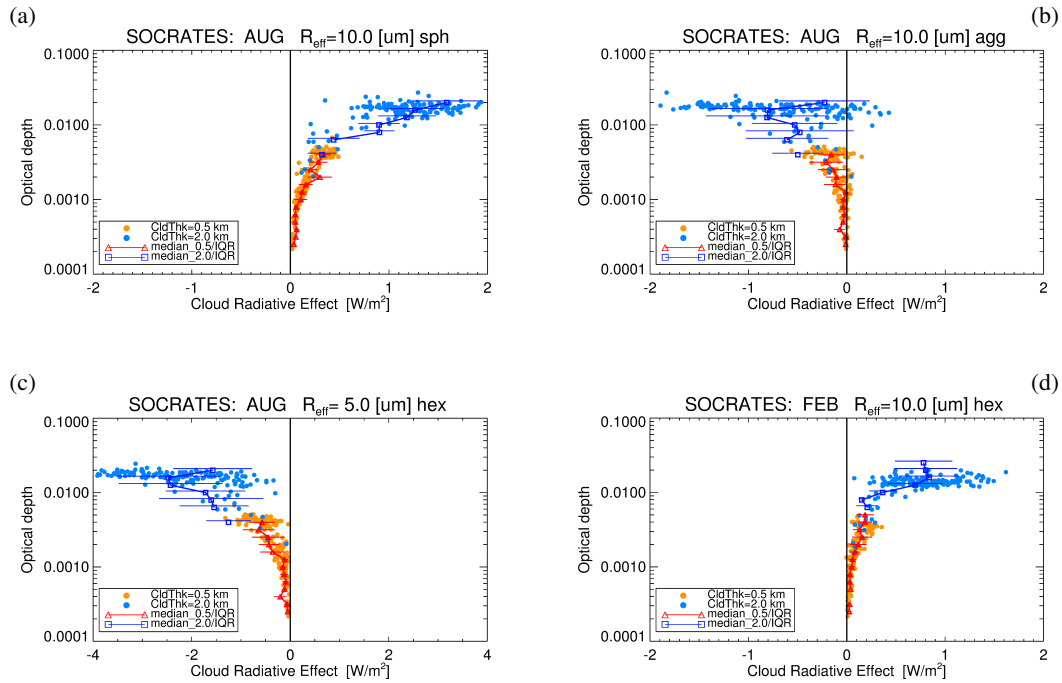 (a)
SOCRATES: AUG R_eff=10.0 [um] sph
Optical depth
0.1000
0.0100
0.0010
0.0001
CldThk=0.5 km
CldThk=2.0 km
median_0.5/IQR
median_2.0/IQR
-2 -1 0 1 2
Cloud Radiative Effect [W/m²]
(b)
SOCRATES: AUG R_eff=10.0 [um] agg
Optical depth
0.1000
0.0100
0.0010
0.0001
CldThk=0.5 km
CldThk=2.0 km
median_0.5/IQR
median_2.0/IQR
-2 -1 0 1 2
Cloud Radiative Effect [W/m²]
(c)
SOCRATES: AUG R_eff= 5.0 [um] hex
Optical depth
0.1000
0.0100
0.0010
0.0001
CldThk=0.5 km
CldThk=2.0 km
median_0.5/IQR
median_2.0/IQR
-4 -2 0 2 4
Cloud Radiative Effect [W/m²]
(d)
SOCRATES: FEB R_eff=10.0 [um] hex
Optical depth
0.1000
0.0100
0.0010
0.0001
CldThk=0.5 km
CldThk=2.0 km
median_0.5/IQR
median_2.0/IQR
-2 -1 0 1 2
Cloud Radiative Effect [W/m²]